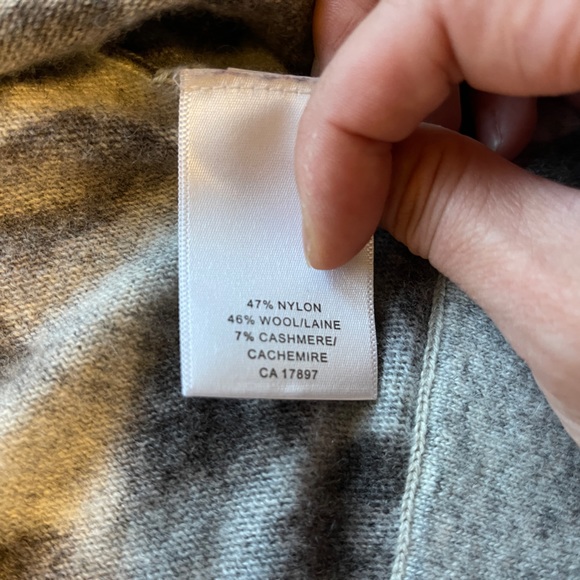 47% NYLON
46% WOOL/LAINE
7% CASHMERE/
CACHEMIRE
CA 17897